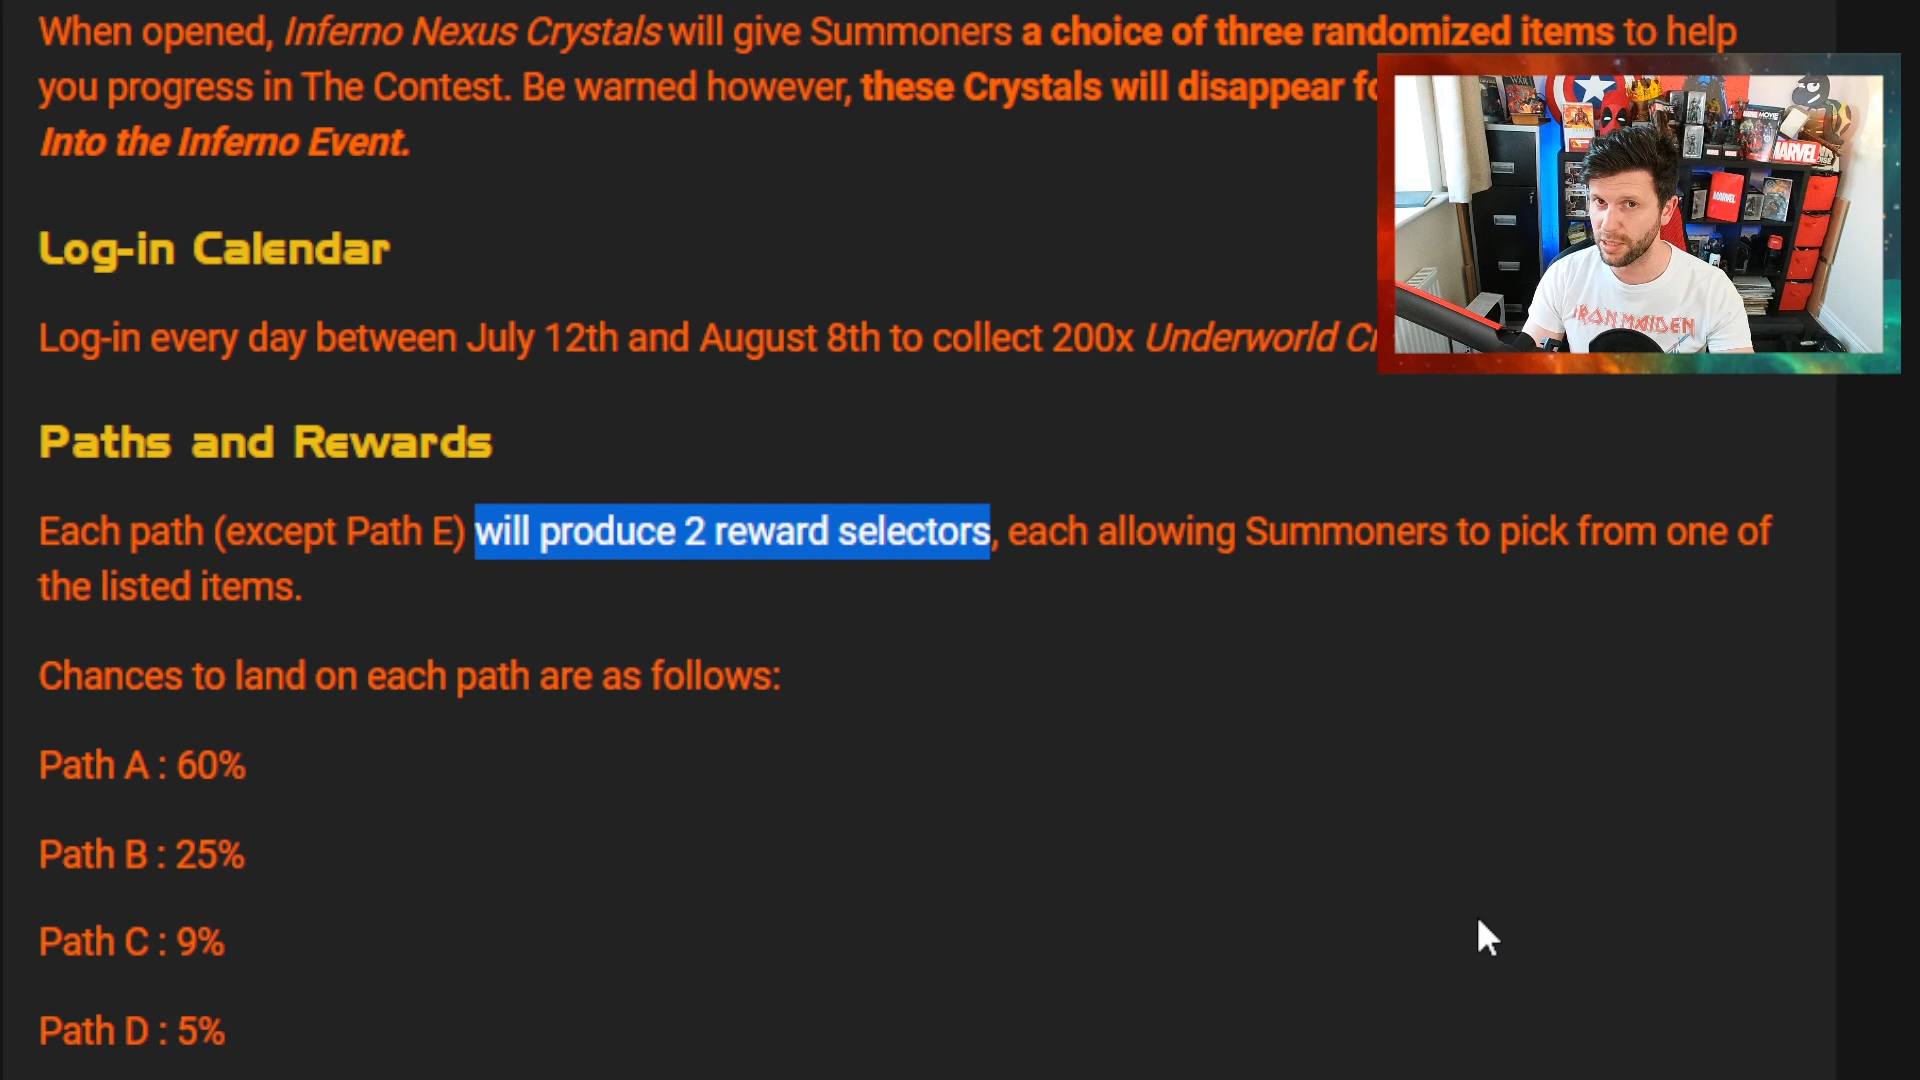 When opened, Inferno Nexus Crystals will give Summoners a choice of three randomized items to help
you progress in The Contest. Be warned however, these Crystals will disappear
Into the Inferno Event.
MARVEL
MARVEL
IRON MAIDEN
Log-in Calendar
Log-in every day between July 12th and August 8th to collect 200x Underworld
Paths and Rewards
Each path (except Path E) will produce 2 reward selectors, each allowing Summoners to pick from one of
the listed items.
Chances to land on each path are as follows:
Path A : 60%
Path B : 25%
Path C : 9%
Path D : 5%